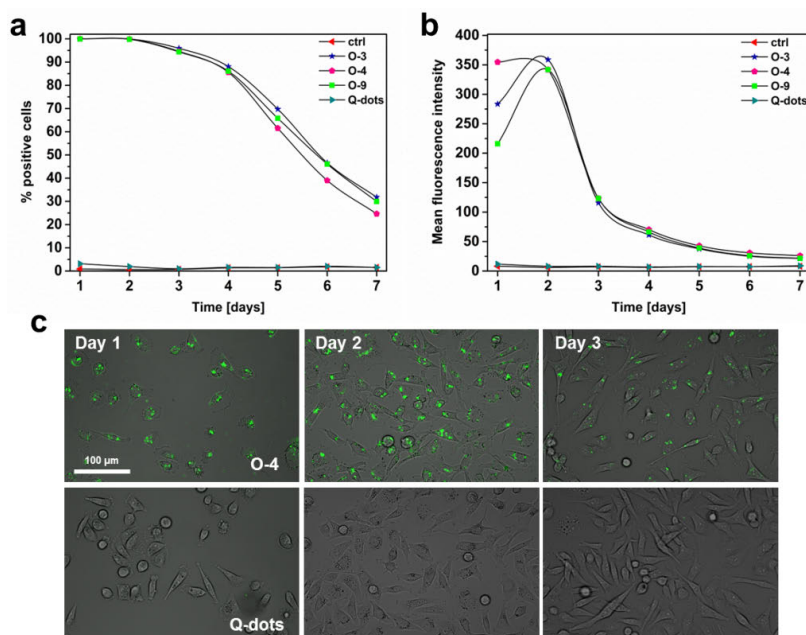 a
% positive cells
100
90
80
70
60
50
40
30
20
10
0
1 2 3 4 5 6 7
Time [days]
ctrl
O-3
O-4
O-9
Q-dots
b
Mean fluorescence intensity
400
350
300
250
200
150
100
50
0
1 2 3 4 5 6 7
Time [days]
ctrl
O-3
O-4
O-9
Q-dots
c
Day 1
Day 2
Day 3
100 µm
O-4
Q-dots